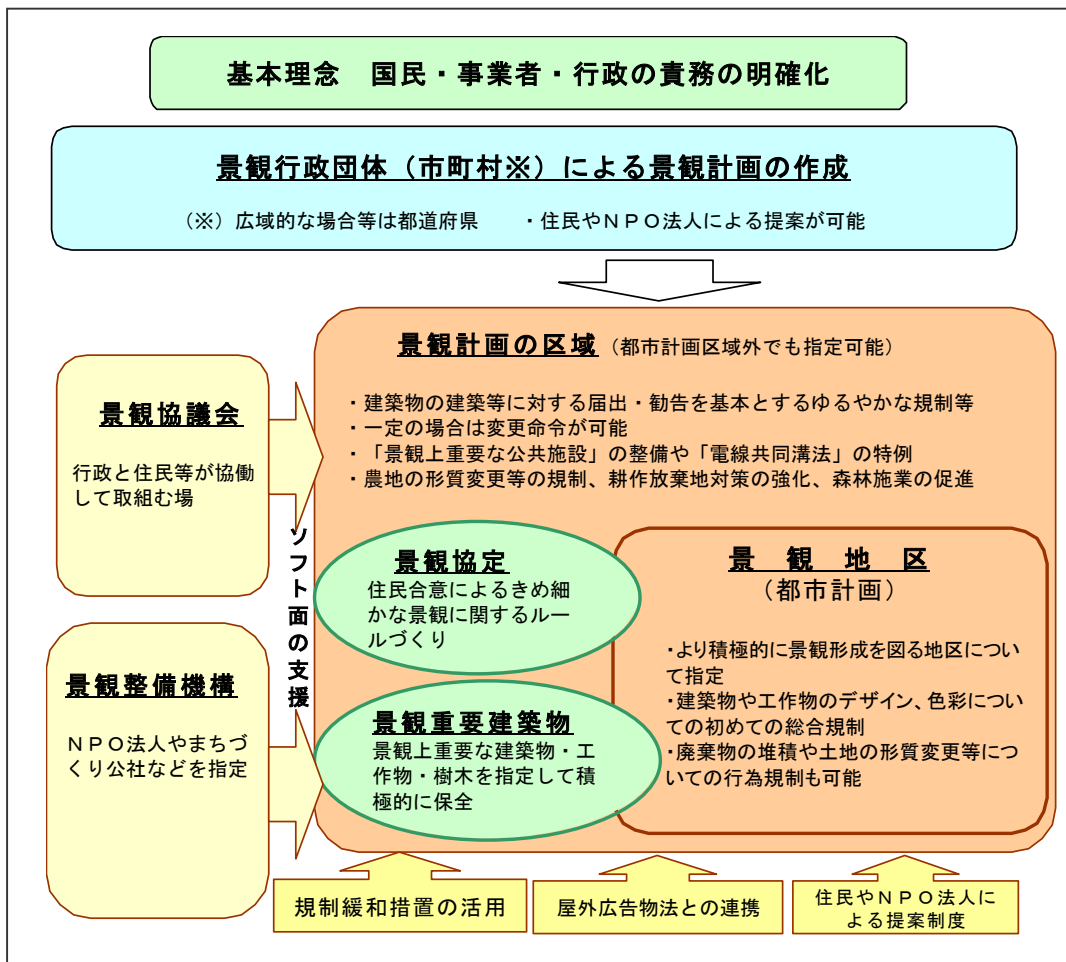 基本理念　国民・事業者・行政の責務の明確化
景観行政団体（市町村※）による景観計画の作成
（※）広域的な場合等は都道府県　　・住民やＮＰＯ法人による提案が可能
景観計画の区域（都市計画区域外でも指定可能）
・建築物の建築等に対する届出・勧告を基本とするゆるやかな規制等
・一定の場合は変更命令が可能
・「景観上重要な公共施設」の整備や「電線共同溝法」の特例
・農地の形質変更等の規制、耕作放棄地対策の強化、森林施業の促進
景観協議会
行政と住民等が協働
して取組む場
景観整備機構
ＮＰＯ法人やまちづ
くり公社などを指定
ソフト面の支援
景観協定
住民合意によるきめ細
かな景観に関するルー
ルづくり
景観重要建築物
景観上重要な建築物・工
作物・樹木を指定して積
極的に保全
景　観　地　区
（都市計画）
・より積極的に景観形成を図る地区につい
て指定
・建築物や工作物のデザイン、色彩につい
ての初めての総合規制
・廃棄物の堆積や土地の形質変更等につ
いての行為規制も可能
規制緩和措置の活用
屋外広告物法との連携
住民やＮＰＯ法人に
よる提案制度